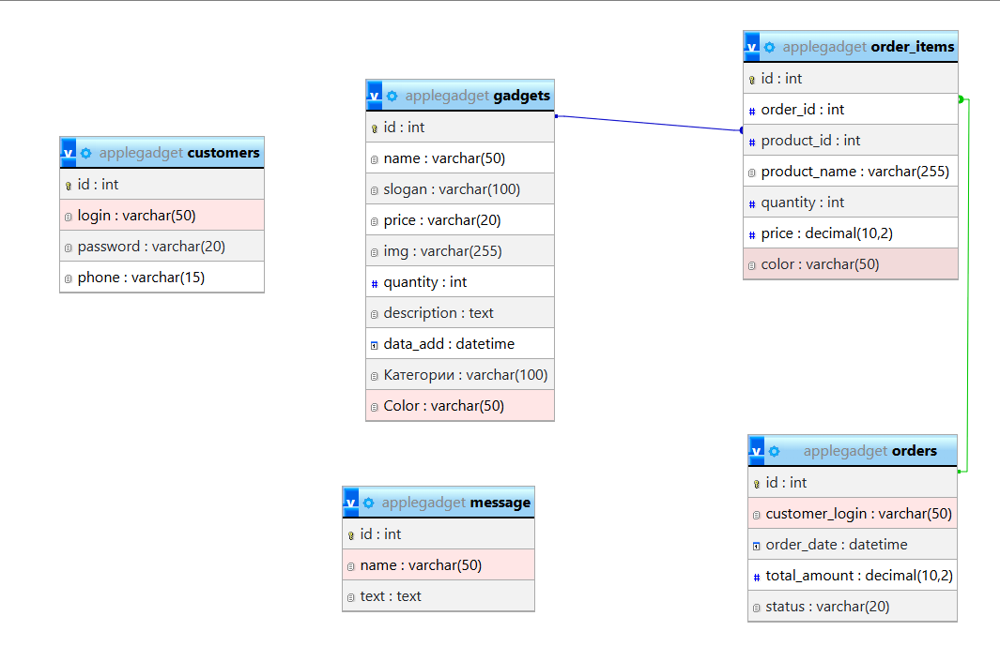 applegadget customers
id : int
login : varchar(50)
password : varchar(20)
phone : varchar(15)
applegadget gadgets
id : int
name : varchar(50)
slogan : varchar(100)
price : varchar(20)
img : varchar(255)
quantity : int
description : text
data_add : datetime
Категории : varchar(100)
Color : varchar(50)
applegadget message
id : int
name : varchar(50)
text : text
applegadget order_items
id : int
order_id : int
product_id : int
product_name : varchar(255)
quantity : int
price : decimal(10,2)
color : varchar(50)
applegadget orders
id : int
customer_login : varchar(50)
order_date : datetime
total_amount : decimal(10,2)
status : varchar(20)